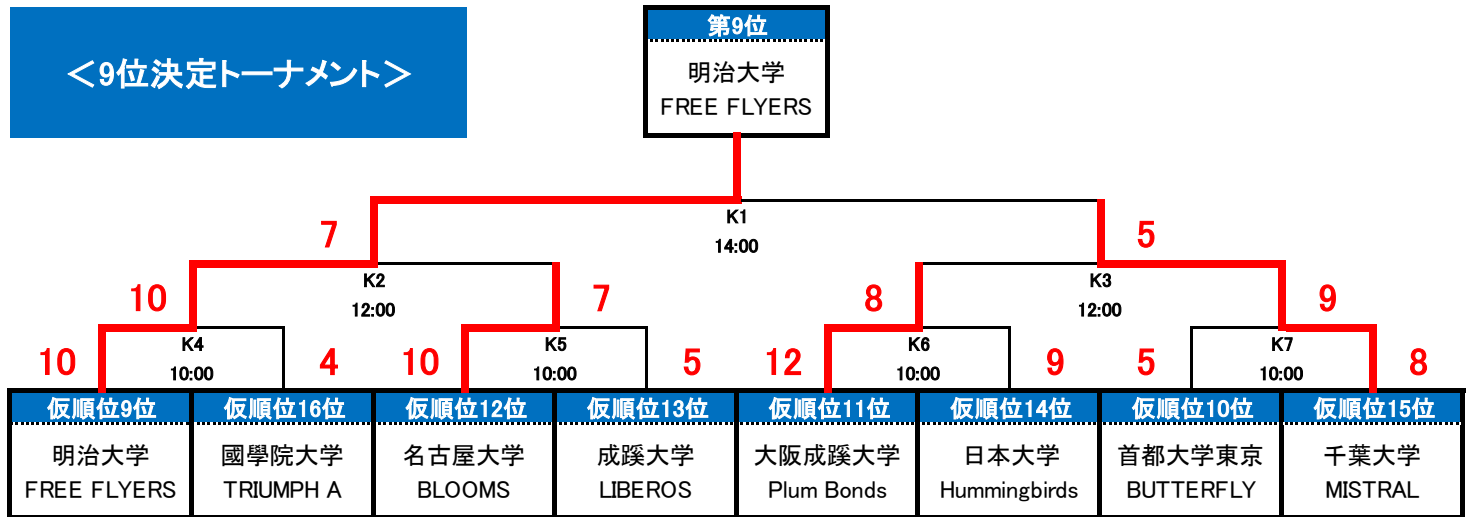 <9位決定トーナメント>
第9位
明治大学
FREE FLYERS
K1
14:00
7
5
K2
12:00
K3
12:00
10
7
8
9
K4
10:00
K5
10:00
K6
10:00
K7
10:00
10
4
10
5
12
9
5
8
仮順位9位
仮順位16位
仮順位12位
仮順位13位
仮順位11位
仮順位14位
仮順位10位
仮順位15位
明治大学
FREE FLYERS
國學院大学
TRIUMPH A
名古屋大学
BLOOMS
成蹊大学
LIBEROS
大阪成蹊大学
Plum Bonds
日本大学
Hummingbirds
首都大学東京
BUTTERFLY
千葉大学
MISTRAL